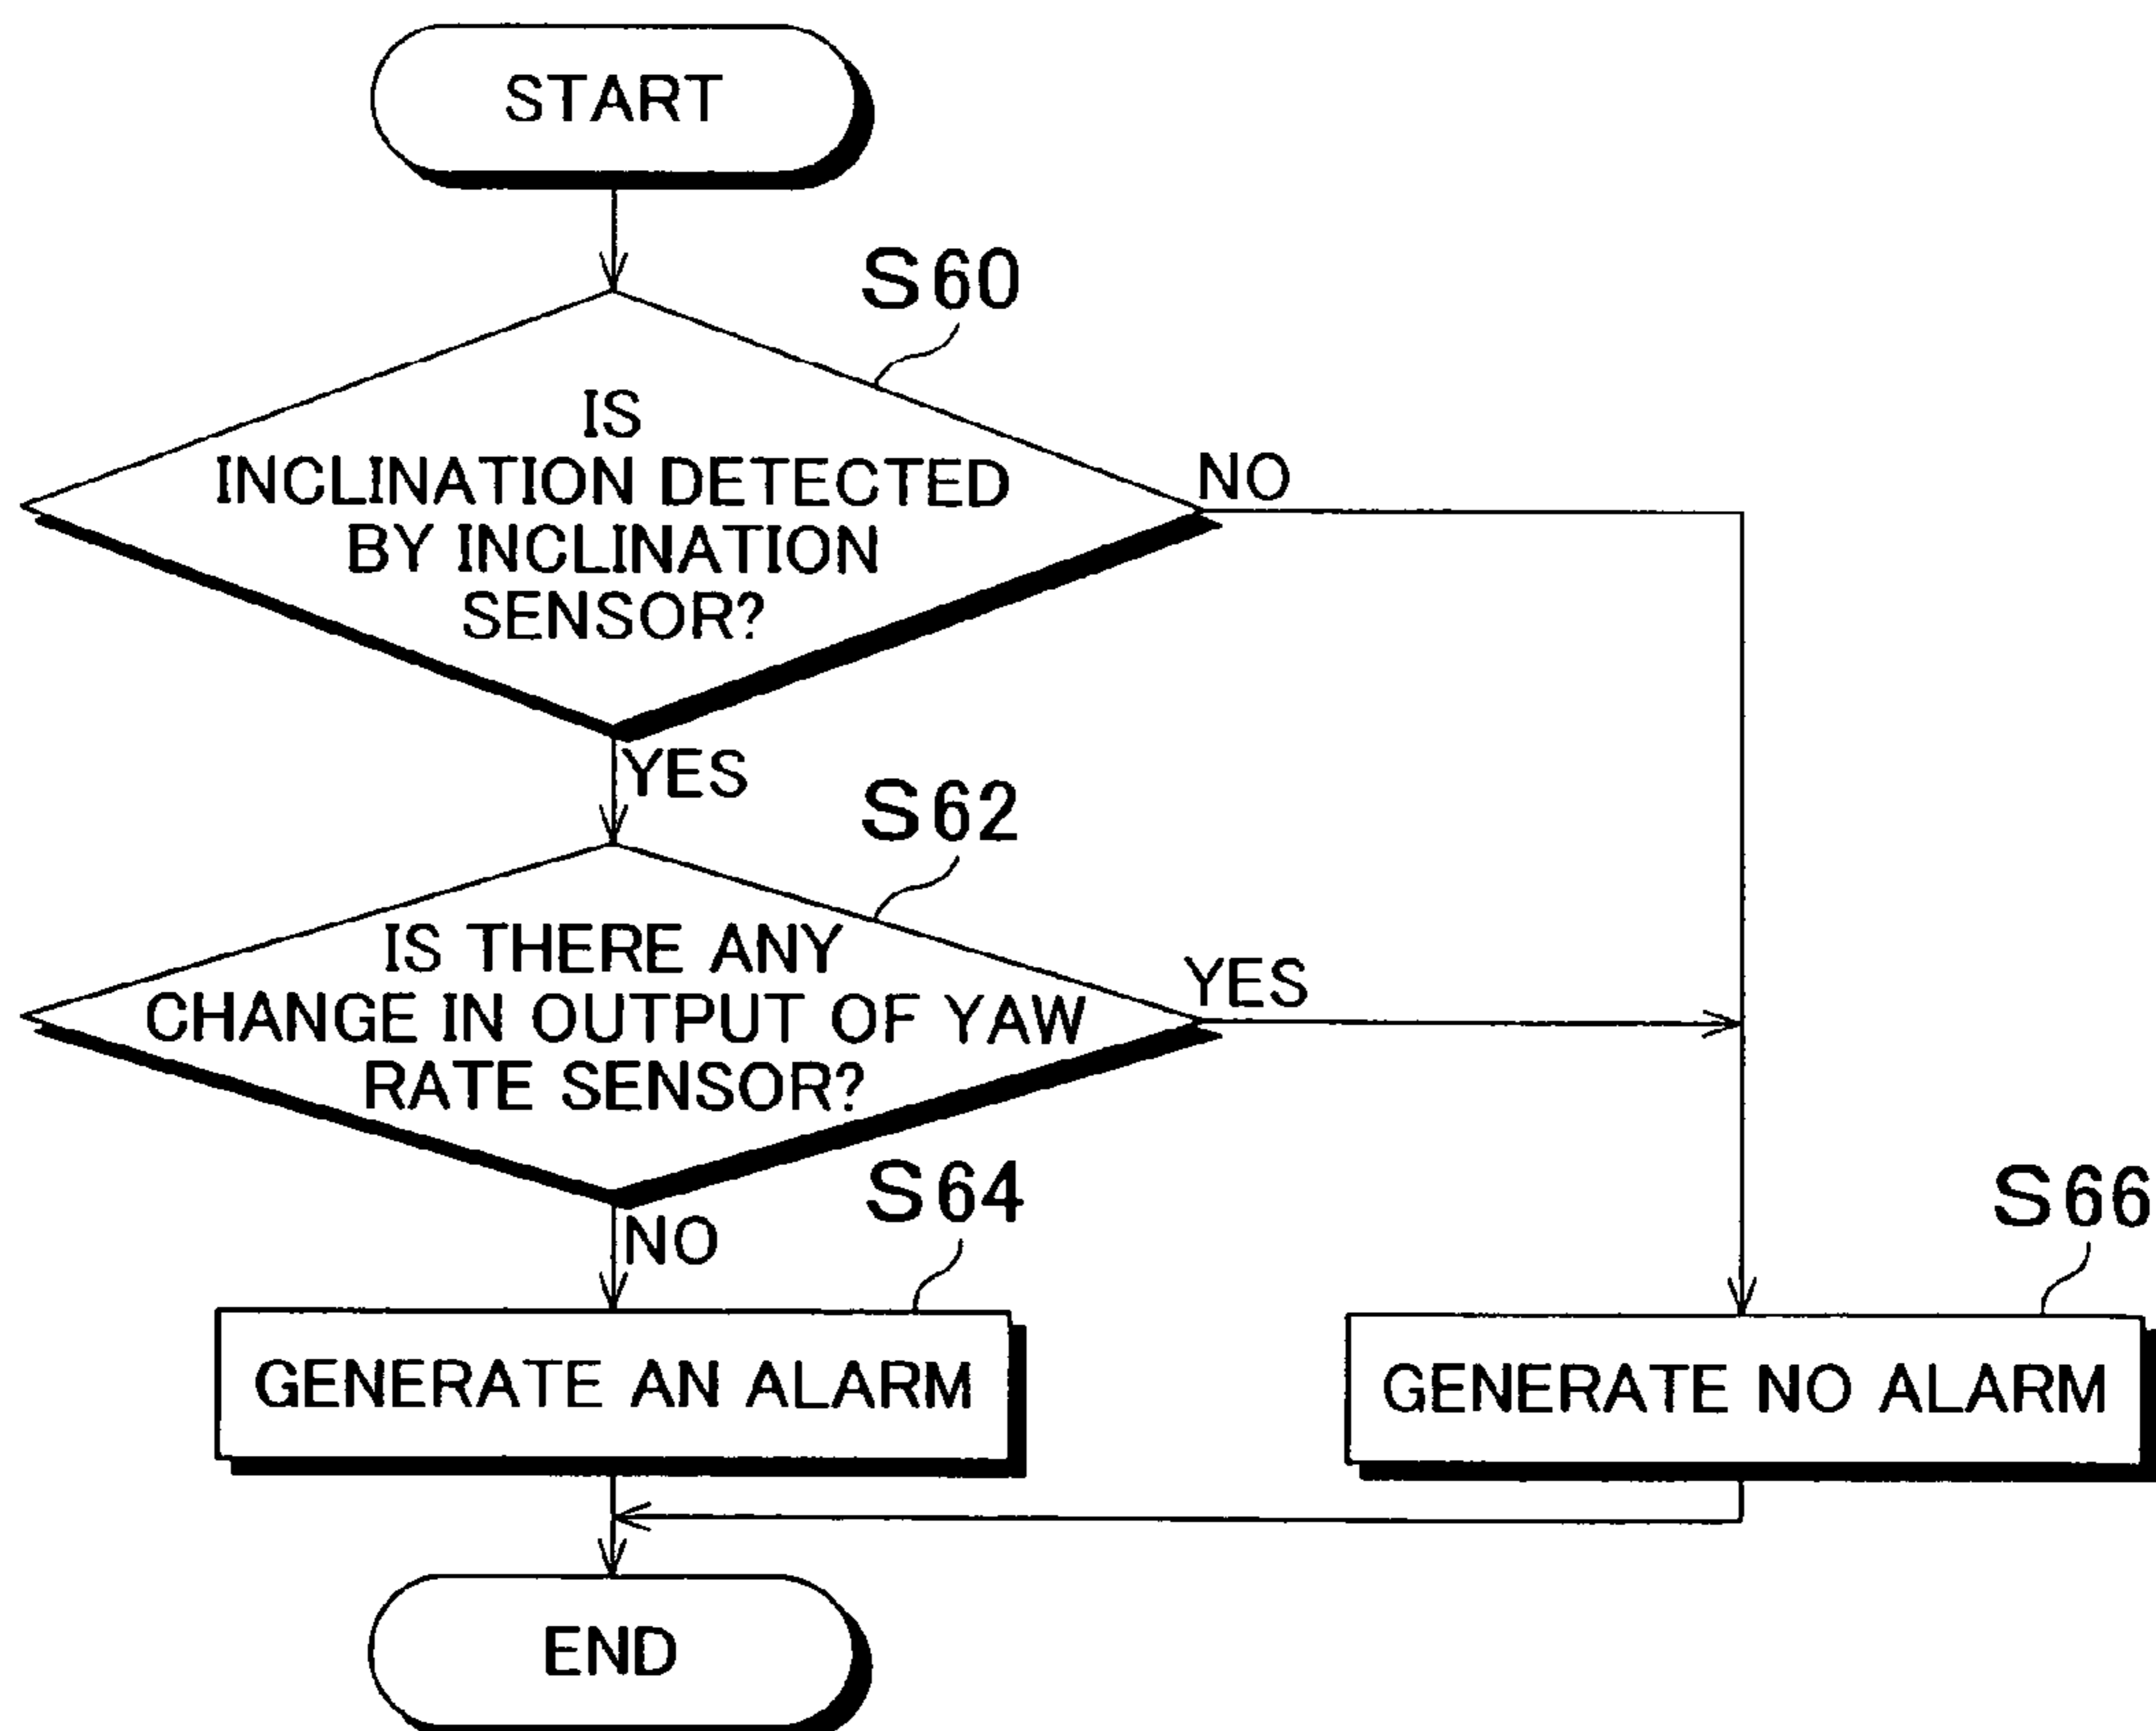 START
S60
IS
INCLINATION DETECTED
BY INCLINATION
SENSOR?
NO
YES
S62
IS THERE ANY
CHANGE IN OUTPUT OF YAW
RATE SENSOR?
YES
NO
S64
GENERATE AN ALARM
S66
GENERATE NO ALARM
END